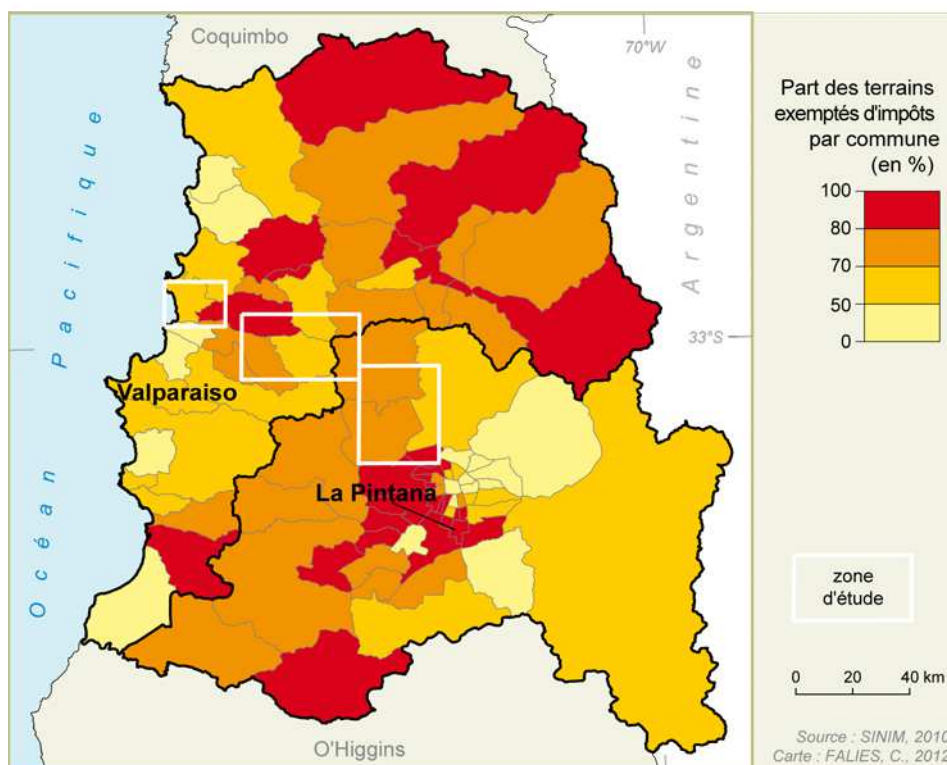 Coquimbo
70°W
Océan Pacifique
Argentine
33°S
Valparaiso
La Pintana
O'Higgins
Part des terrains
exemptés d'impôts
par commune
(en %)
100
80
70
50
0
zone
d'étude
0 20 40 km
Source : SINIM, 2010
Carte : FALIES, C., 2012